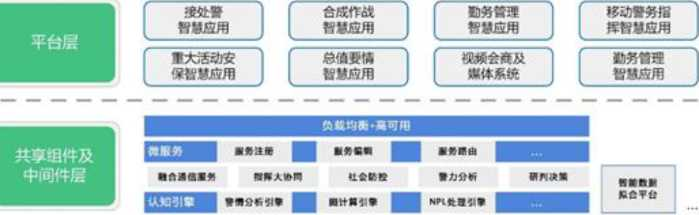 平台层
接处警
智慧应用
合成作战
智慧应用
勤务管理
智慧应用
移动警务指
挥智慧应用
重大活动安
保智慧应用
总值要情
智慧应用
视频会商及
媒体系统
勤务管理
智慧应用
共享组件及
中间件层
负载均衡+高可用
微服务 服务注册 服务编辑 服务路由 ...
融合通信服务 指挥大协同 社会防控 警力分析 研判决策
认知引擎 警情分析引擎 图计算引擎 NPL处理引擎 ...
智能数据
拟合平台
...